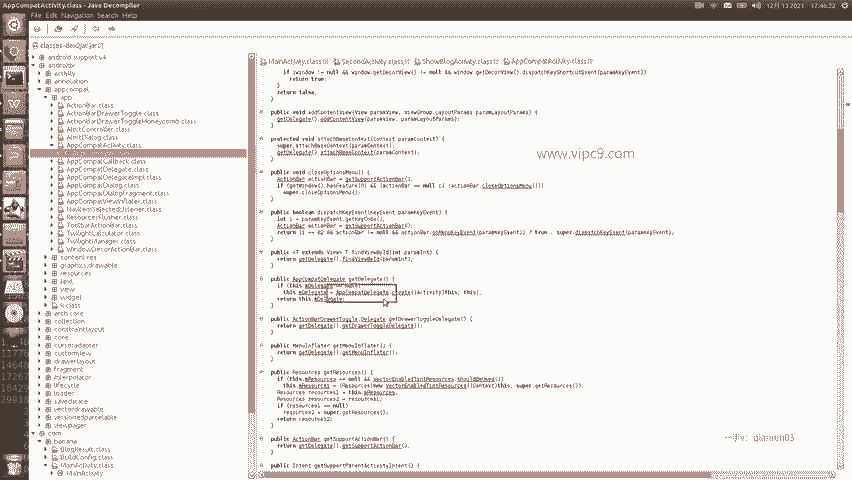 AppCompatActivity.class - Java Decompiler
12月 13 2021
17:46:22
File Edit Navigation Search Help
classes-dex2jar.jar
MainActivity.class
SecondActivity.class
ShowBlogActivity.class
AppCompatActivity.class
android.support.v4
androidx
activity
annotation
appcompat
app
ActionBar.class
ActionBarDrawerToggle.class
ActionBarDrawerToggleHoneycomb.class
AlertController.class
AlertDialog.class
AppCompatActivity.class
AppCompatCallback.class
AppCompatDelegate.class
AppCompatDelegateImpl.class
AppCompatDialog.class
AppCompatDialogFragment.class
AppCompatViewInflater.class
NavItemSelectedListener.class
ResourcesFlusher.class
ToolbarActionBar.class
TwilightCalculator.class
TwilightManager.class
WindowDecorActionBar.class
content.res
graphics.drawable
resources
text
view
widget
R.class
arch.core
collection
constraintlayout
core
cursoradapter
customview
drawerlayout
fragment
interpolator
lifecycle
loader
savedstate
vectordrawable
versionedparcelable
viewpager
com
banana
BlogResult.class
BuildConfig.class
MainActivity.class
MainActivity
if (window != null && window.getDecorView() != null && window.getDecorView().dispatchKeyShortcutEvent(paramKeyEvent))
return true;
}
return false;
}
public void addContentView(View paramView, ViewGroup.LayoutParams paramLayoutParams) {
getDelegate().addContentView(paramView, paramLayoutParams);
}
protected void attachBaseContext(Context paramContext) {
super.attachBaseContext(paramContext);
getDelegate().attachBaseContext(paramContext);
}
public void closeOptionsMenu() {
ActionBar actionBar = getSupportActionBar();
if (getWindow().hasFeature(0) && (actionBar == null || !actionBar.closeOptionsMenu()))
super.closeOptionsMenu();
}
public boolean dispatchKeyEvent(KeyEvent paramKeyEvent) {
int i = paramKeyEvent.getKeyCode();
ActionBar actionBar = getSupportActionBar();
return (i == 82 && actionBar != null && actionBar.onMenuKeyEvent(paramKeyEvent)) ? true : super.dispatchKeyEvent(paramKeyEvent);
}
public <T extends View> T findViewById(int paramInt) {
return getDelegate().findViewById(paramInt);
}
public AppCompatDelegate getDelegate() {
if (this.mDelegate == null)
this.mDelegate = AppCompatDelegate.create((Activity)this, this);
return this.mDelegate;
}
public ActionBarDrawerToggle.Delegate getDrawerToggleDelegate() {
return getDelegate().getDrawerToggleDelegate();
}
public MenuInflater getMenuInflater() {
return getDelegate().getMenuInflater();
}
public Resources getResources() {
if (this.mResources == null && VectorEnabledTintResources.shouldBeUsed())
this.mResources = (Resources)new VectorEnabledTintResources((Context)this, super.getResources());
Resources resources1 = this.mResources;
Resources resources2 = resources1;
if (resources1 == null)
resources2 = super.getResources();
return resources2;
}
public ActionBar getSupportActionBar() {
return getDelegate().getSupportActionBar();
}
public Intent getSupportParentActivityIntent() {
www.vipc9.com